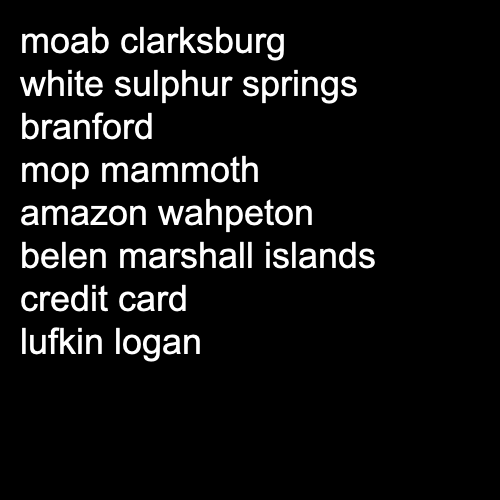 moab clarksburg
white sulphur springs
branford
mop mammoth
amazon wahpeton
belen marshall islands
credit card
lufkin logan